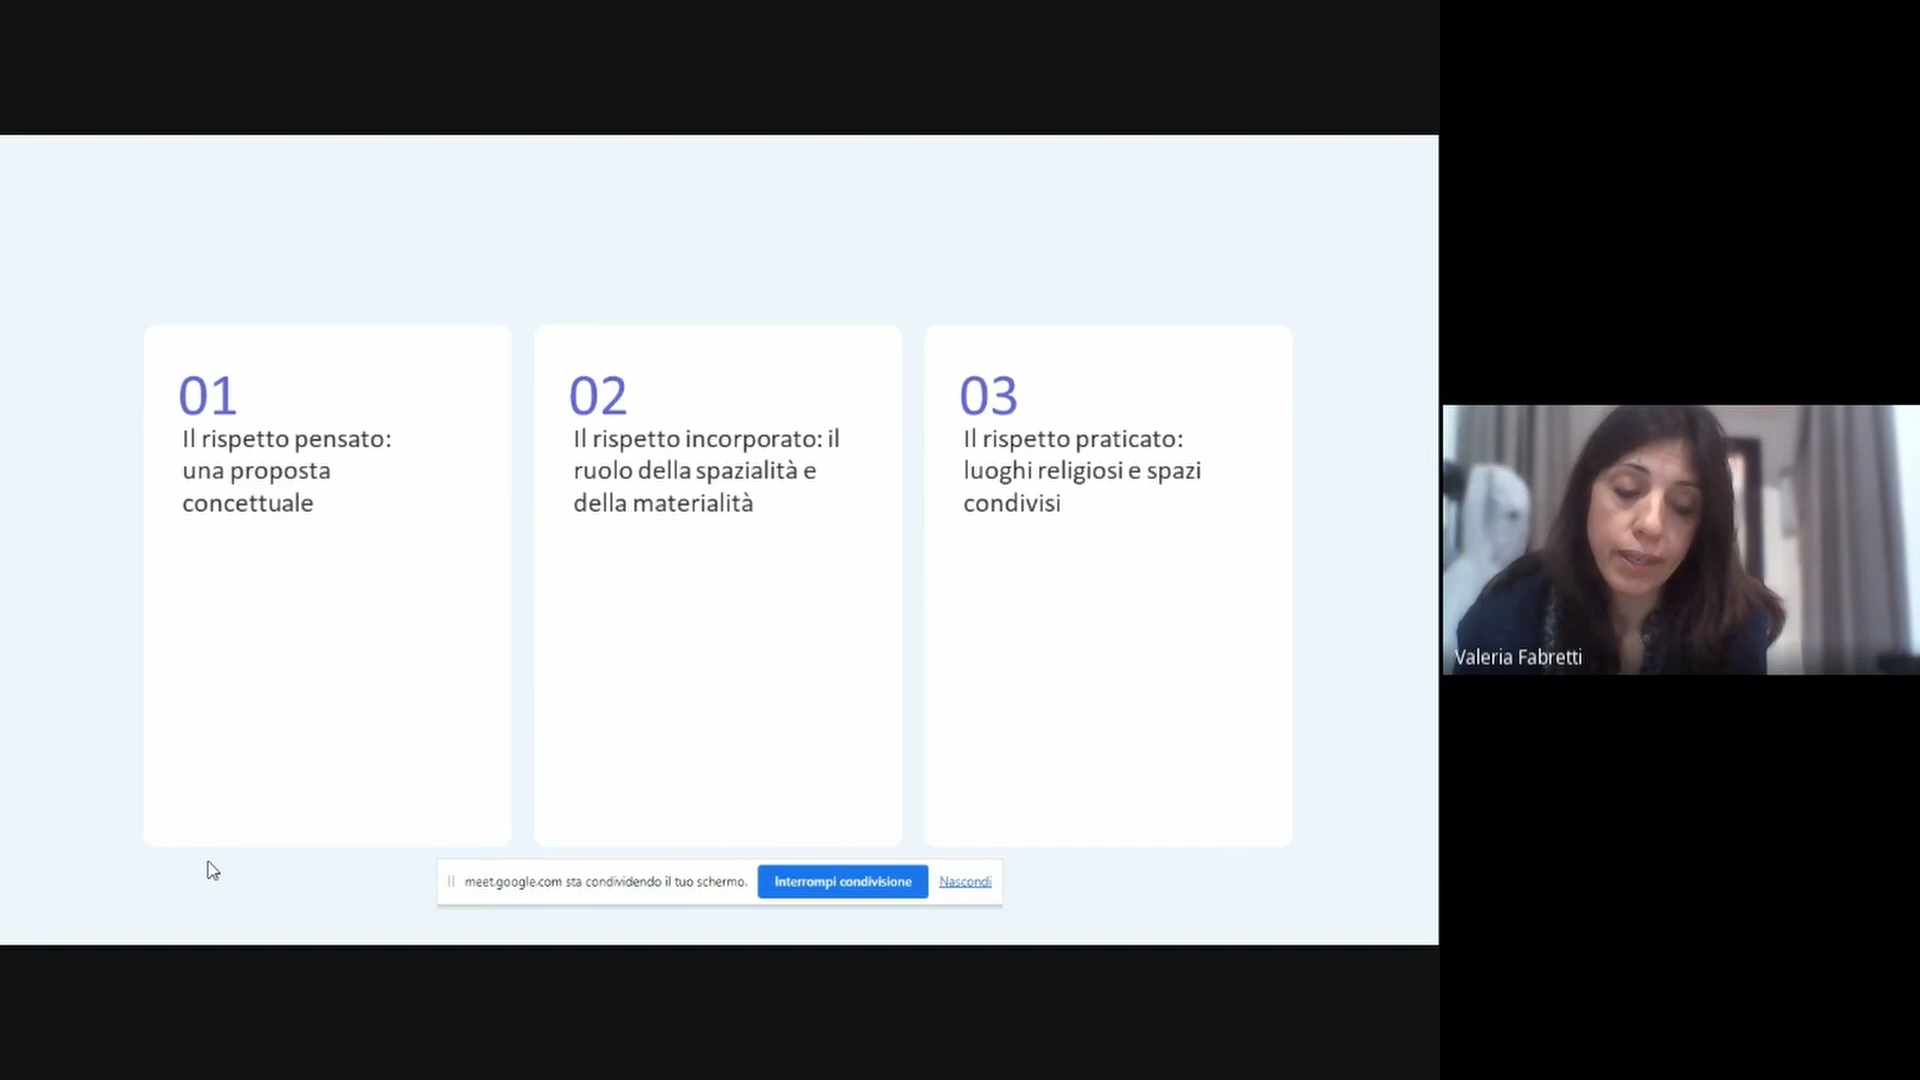 01
Il rispetto pensato:
una proposta
concettuale
02
Il rispetto incorporato: il
ruolo della spazialità e
della materialità
03
Il rispetto praticato:
luoghi religiosi e spazi
condivisi
meet.google.com sta condividendo il tuo schermo.
Interrompi condivisione
Nascondi
Valeria Fabretti